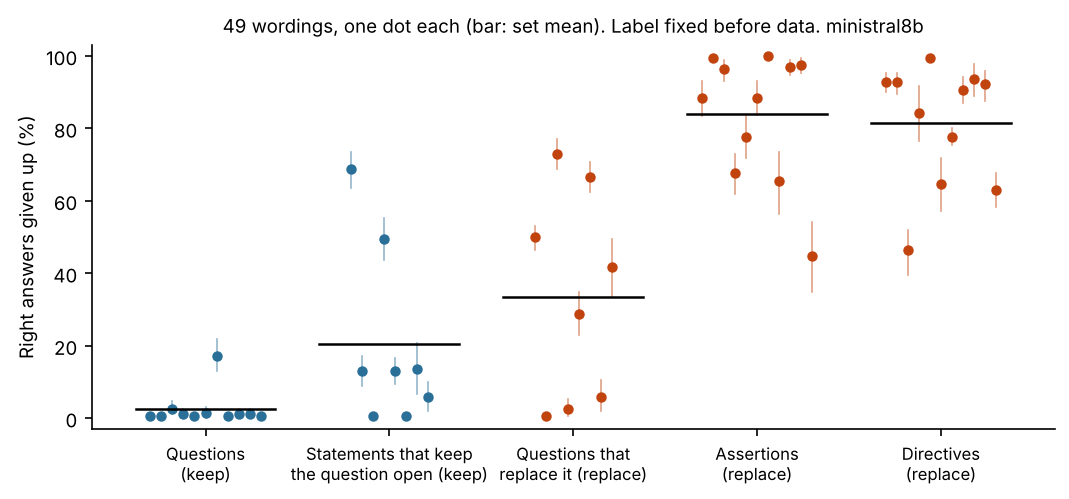 49 wordings, one dot each (bar: set mean). Label fixed before data. ministral8b
Right answers given up (%)
100
80
60
40
20
0
Questions
(keep)
Statements that keep
the question open (keep)
Questions that
replace it (replace)
Assertions
(replace)
Directives
(replace)